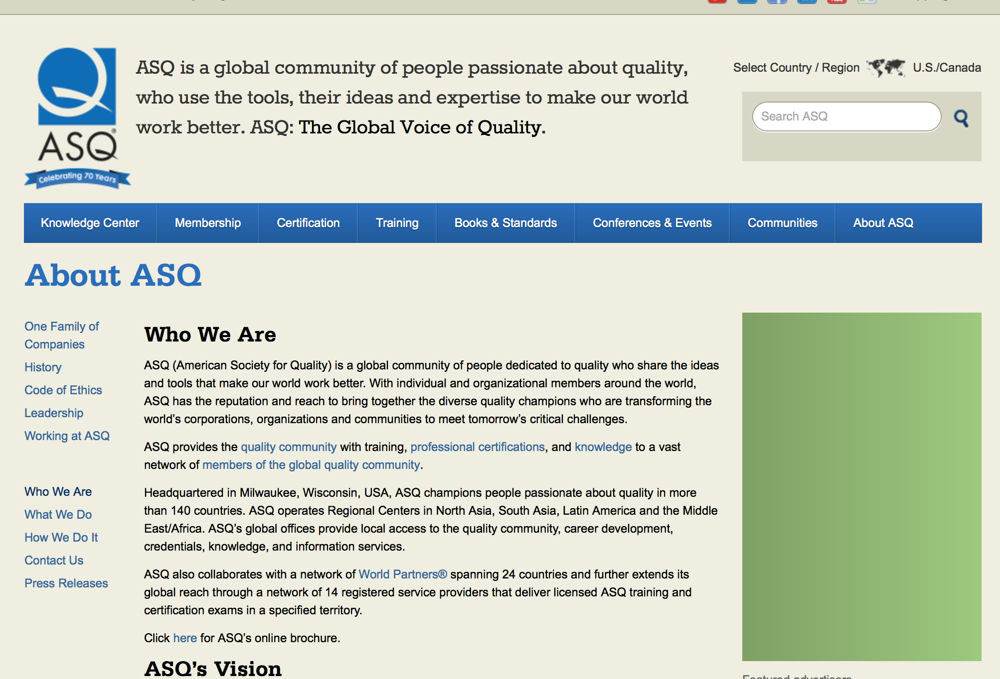 ASQ is a global community of people passionate about quality,
who use the tools, their ideas and expertise to make our world
work better. ASQ: The Global Voice of Quality.
Select Country / Region U.S./Canada
Search ASQ
ASQ®
Celebrating 70 Years
Knowledge Center Membership Certification Training Books & Standards Conferences & Events Communities About ASQ
About ASQ
One Family of
Companies
History
Code of Ethics
Leadership
Working at ASQ
Who We Are
What We Do
How We Do It
Contact Us
Press Releases
Who We Are
ASQ (American Society for Quality) is a global community of people dedicated to quality who share the ideas
and tools that make our world work better. With individual and organizational members around the world,
ASQ has the reputation and reach to bring together the diverse quality champions who are transforming the
world’s corporations, organizations and communities to meet tomorrow’s critical challenges.
ASQ provides the quality community with training, professional certifications, and knowledge to a vast
network of members of the global quality community.
Headquartered in Milwaukee, Wisconsin, USA, ASQ champions people passionate about quality in more
than 140 countries. ASQ operates Regional Centers in North Asia, South Asia, Latin America and the Middle
East/Africa. ASQ’s global offices provide local access to the quality community, career development,
credentials, knowledge, and information services.
ASQ also collaborates with a network of World Partners® spanning 24 countries and further extends its
global reach through a network of 14 registered service providers that deliver licensed ASQ training and
certification exams in a specified territory.
Click here for ASQ’s online brochure.
ASQ’s Vision
Featured advertisers